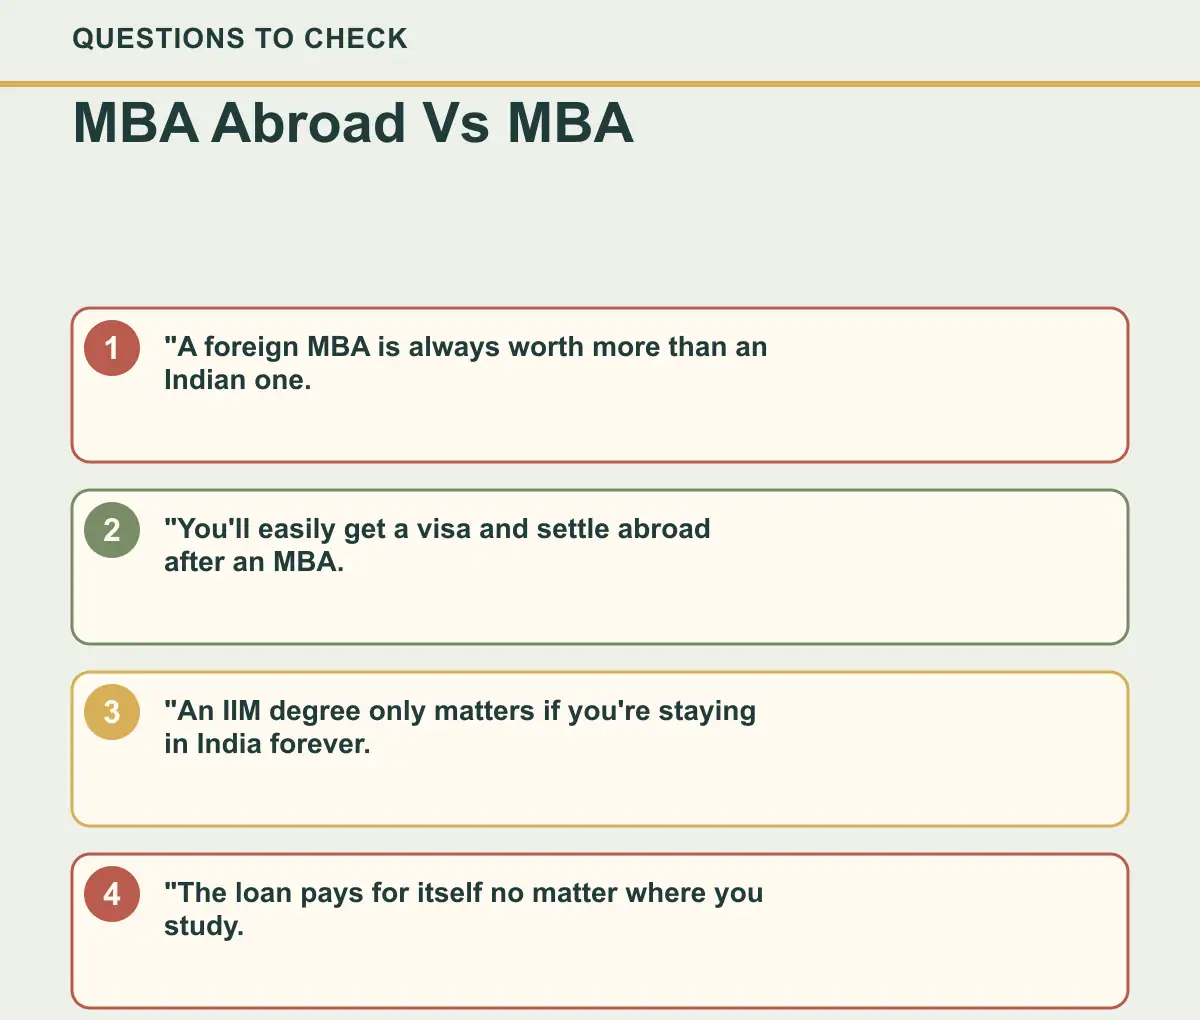 QUESTIONS TO CHECK
MBA Abroad Vs MBA
1
"A foreign MBA is always worth more than an
Indian one.
2
"You'll easily get a visa and settle abroad
after an MBA.
3
"An IIM degree only matters if you're staying
in India forever.
4
"The loan pays for itself no matter where you
study.